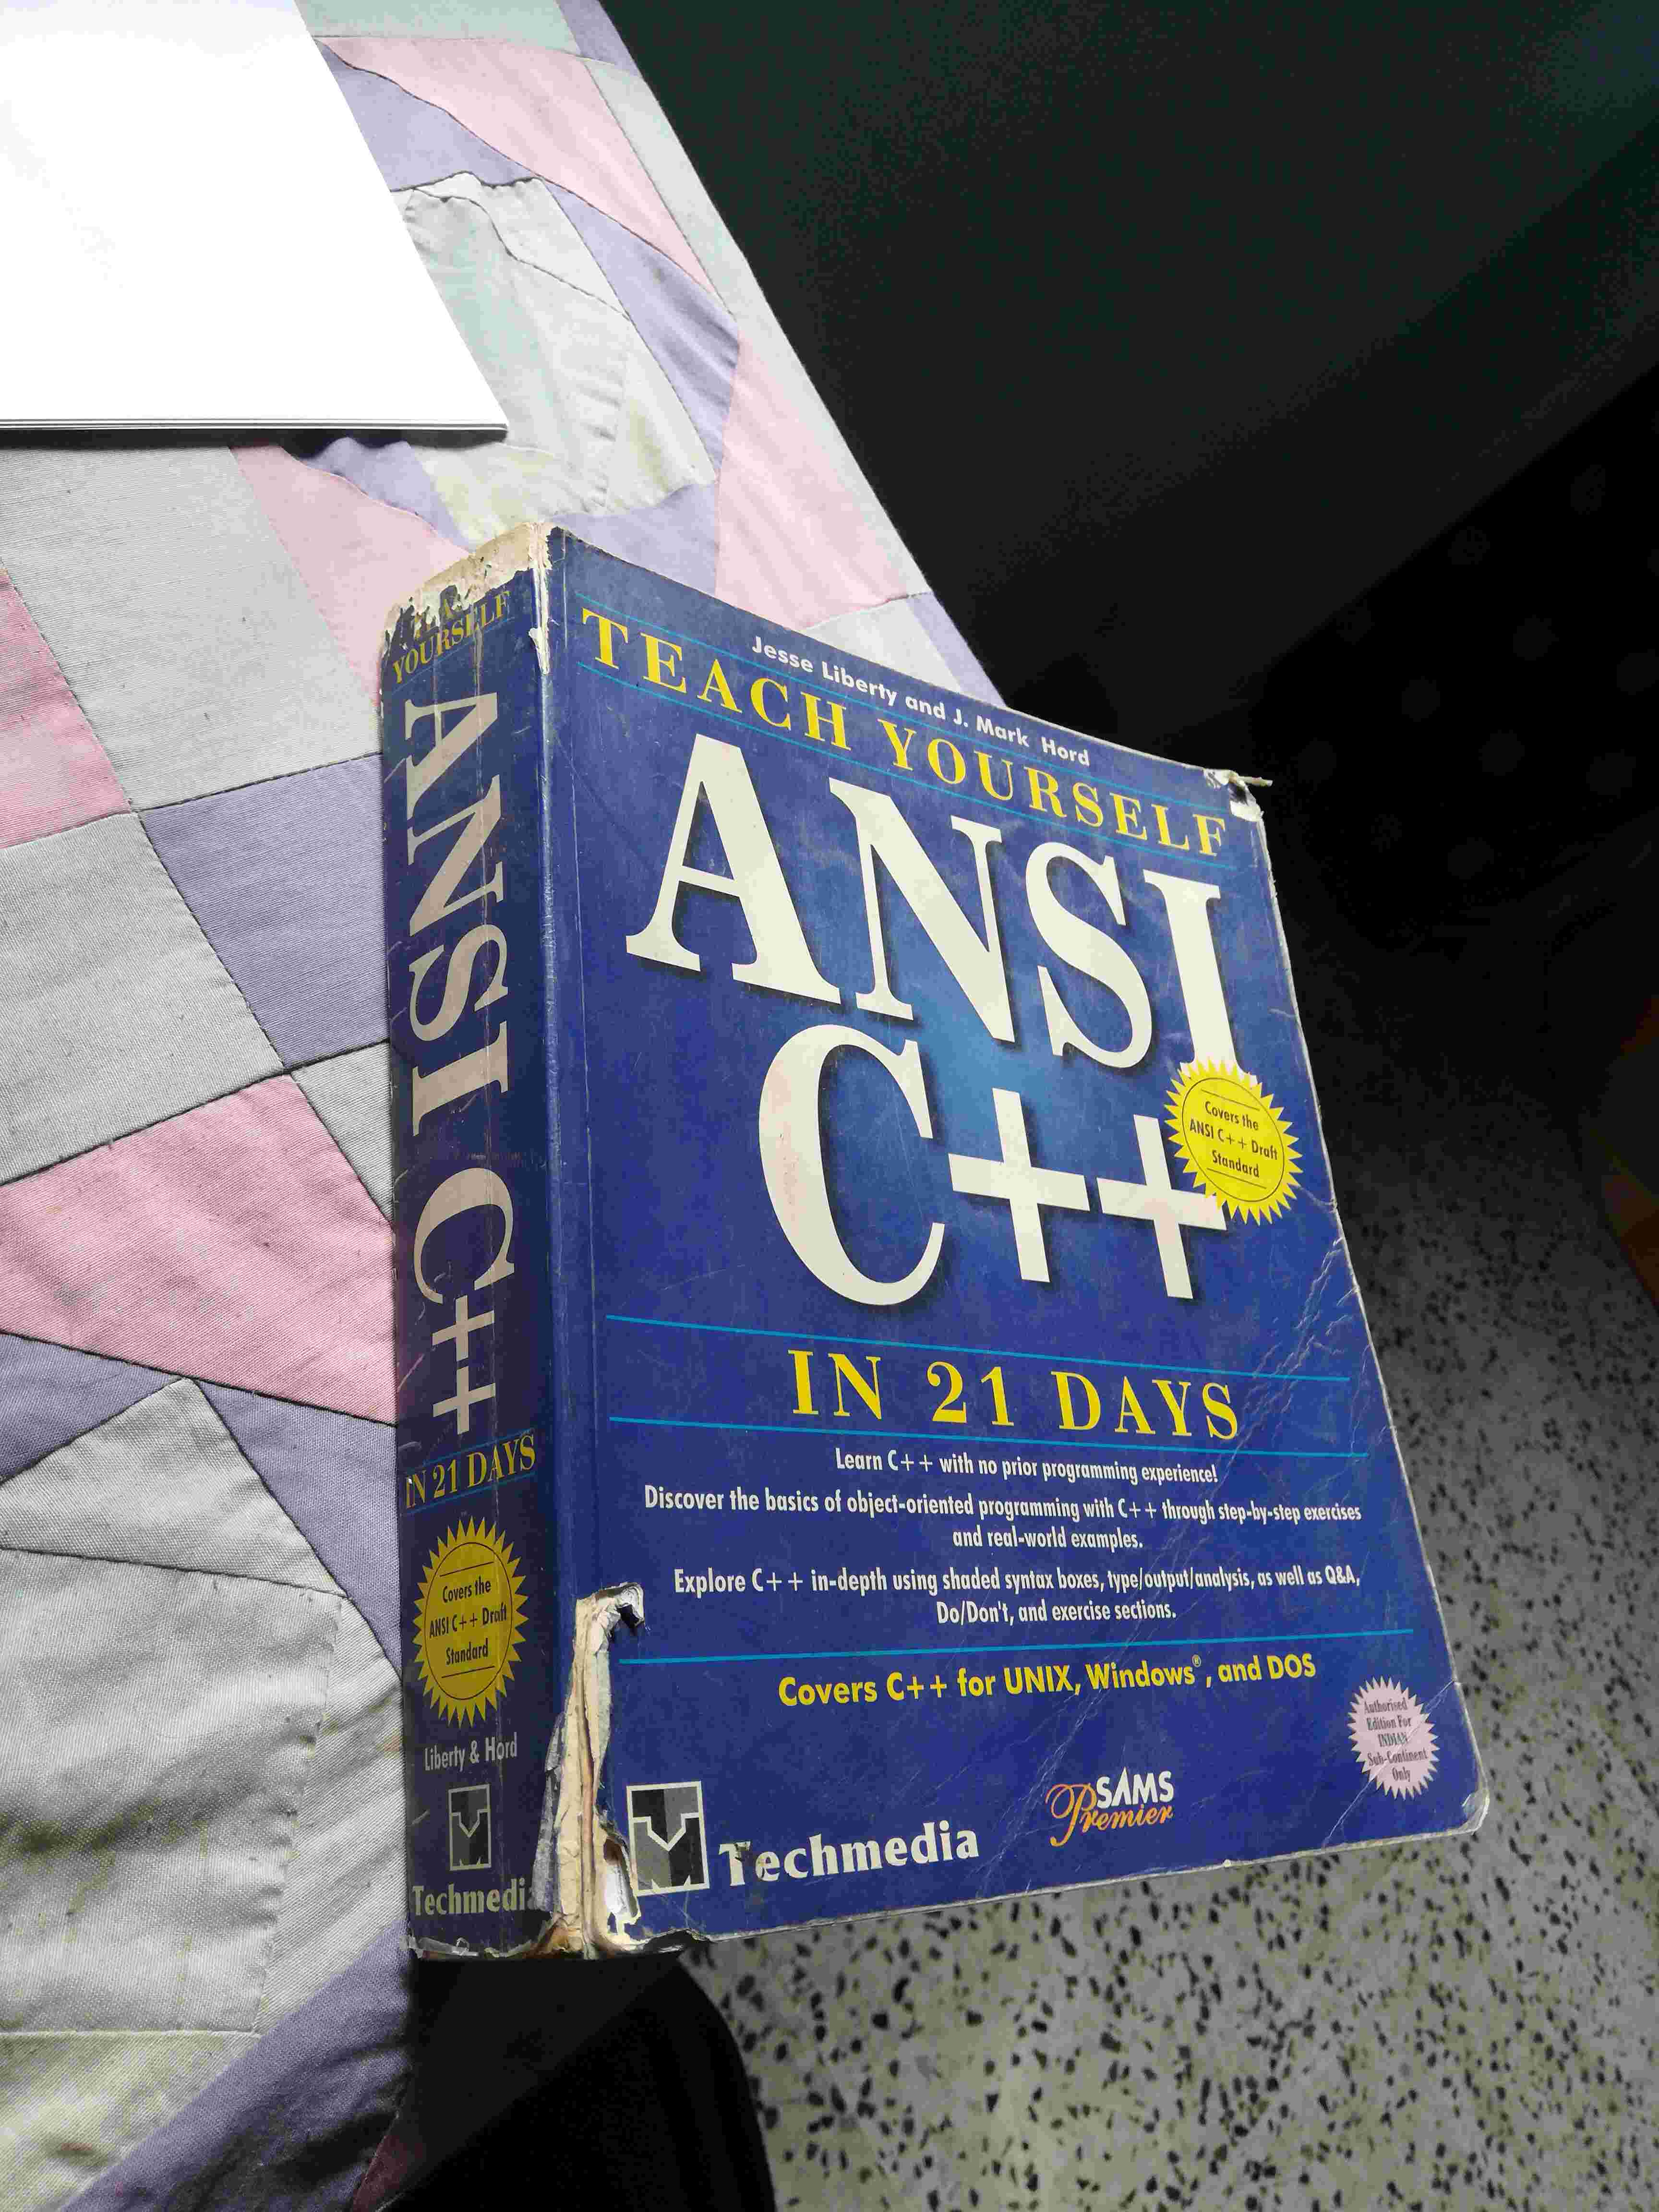 YOURSELF
ANSI C++
IN 21 DAYS
Covers the
ANSI C++ Draft
Standard
Liberty & Hord
Techmedia
Jesse Liberty and J. Mark Hord
TEACH YOURSELF
ANSI
C++
Covers the
ANSI C++ Draft
Standard
IN 21 DAYS
Learn C++ with no prior programming experience!
Discover the basics of object-oriented programming with C++ through step-by-step exercises
and real-world examples.
Explore C++ in-depth using shaded syntax boxes, type/output/analysis, as well as Q&A,
Do/Don't, and exercise sections.
Covers C++ for UNIX, Windows®, and DOS
Authorised
Edition For
INDIAN
Sub-Continent
Only
SAMS
Premier
Techmedia